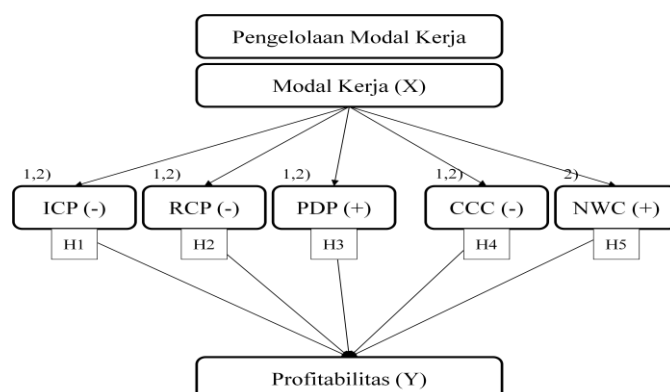 Pengelolaan Modal Kerja
Modal Kerja (X)
1,2) 1,2) 1,2) 1,2) 2)
ICP (-) RCP (-) PDP (+) CCC (-) NWC (+)
H1 H2 H3 H4 H5
Profitabilitas (Y)